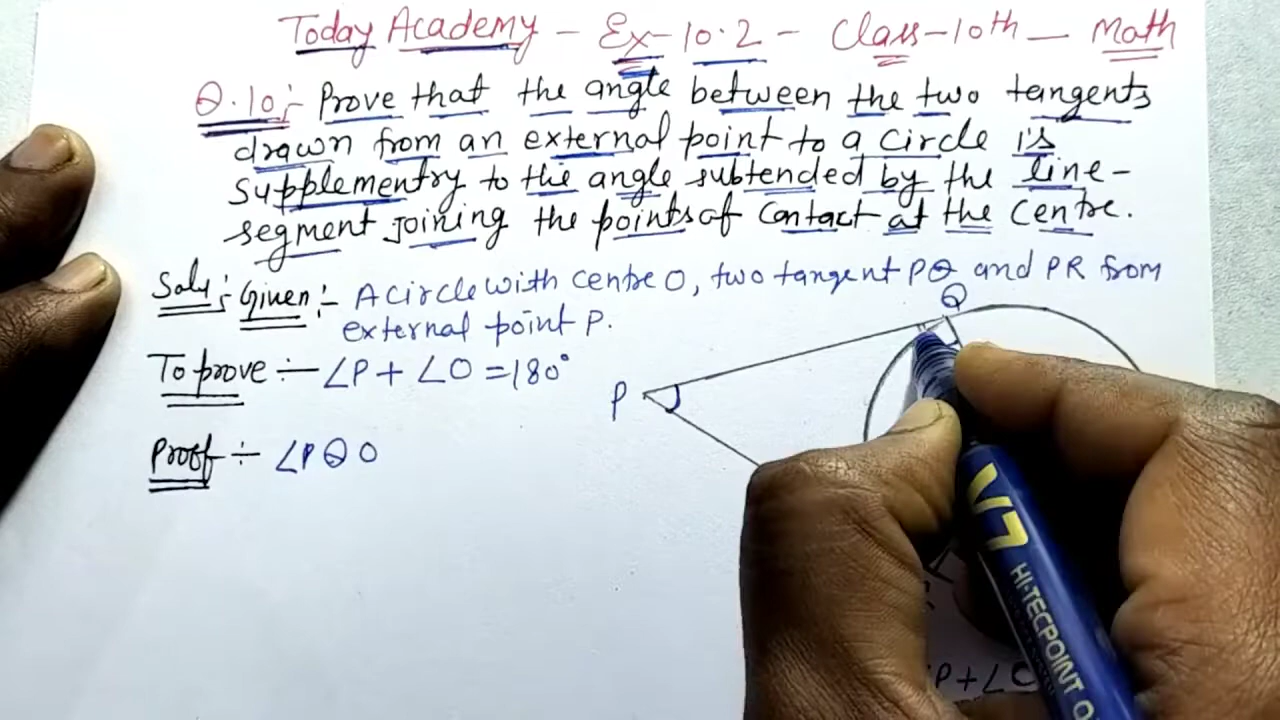 Today Academy - Ex-10.2 - Class-10th - Math
Q.10:- Prove that the angle between the two tangents
drawn from an external point to a circle is
supplementry to the angle subtended by the line-
segment joining the points of contact at the centre.
Soly: Given:- A circle with centre O, two tangent PQ and PR from
external point P.
Q
To prove ÷ ∠P + ∠O = 180°
P
Proof ÷ ∠PQO
P+∠O
V7
HI-TECPOINT